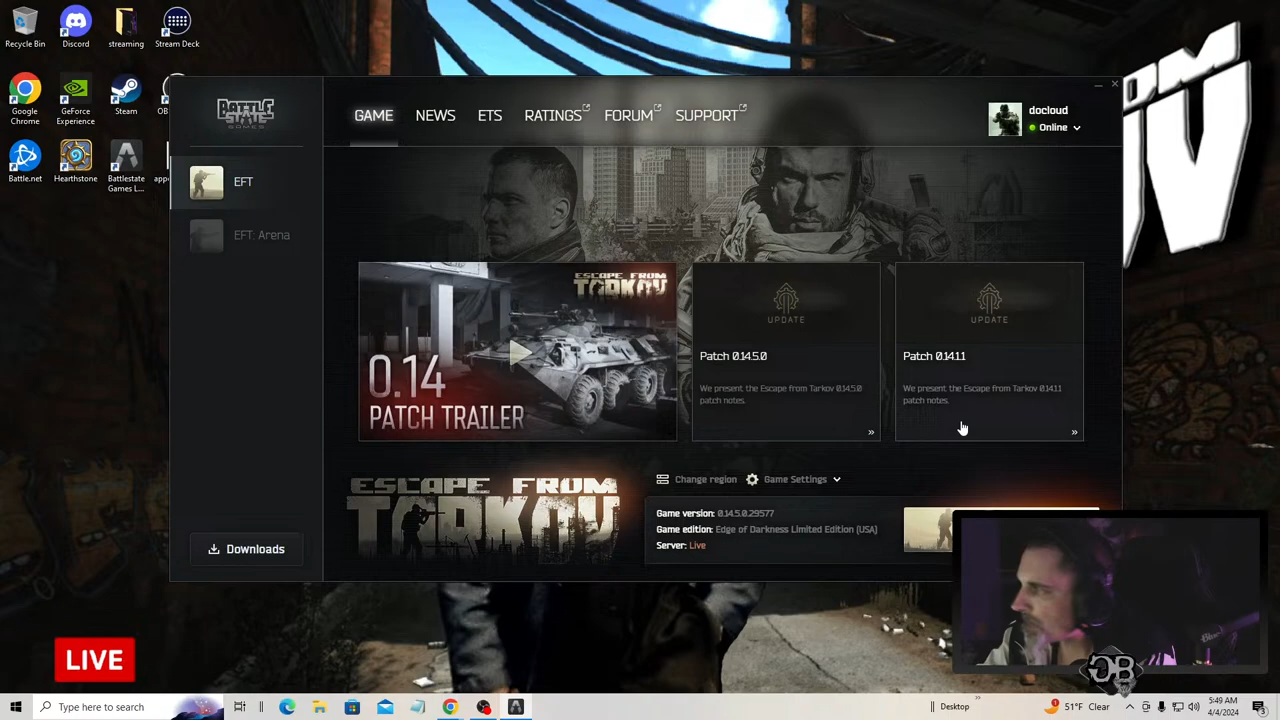 Recycle Bin
Discord
streaming
Stream Deck
Google Chrome
GeForce Experience
Steam
Battle.net
Hearthstone
Battlestate Games L...
BATTLE STATE GAMES
GAME NEWS ETS RATINGS FORUM SUPPORT
docloud
Online
EFT
EFT: Arena
ESCAPE FROM TARKOV
0.14
PATCH TRAILER
UPDATE
Patch 0.14.5.0
We present the Escape from Tarkov 0.14.5.0
patch notes.
»
UPDATE
Patch 0.14.1.1
We present the Escape from Tarkov 0.14.1.1
patch notes.
»
ESCAPE FROM
TARKOV
Change region Game Settings
Game version: 0.14.5.0.29577
Game edition: Edge of Darkness Limited Edition (USA)
Server: Live
Downloads
LIVE
Type here to search
Desktop
»
51°F Clear
5:49 AM
4/4/2024
3